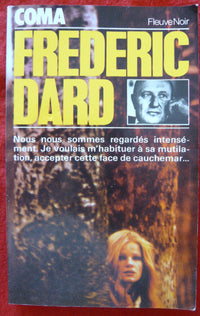 COMA
Fleuve Noir
FREDERIC
DARD
Nous nous sommes regardés intensé-
ment. Je voulais m'habituer à sa mutila-
tion, accepter cette face de cauchemar...